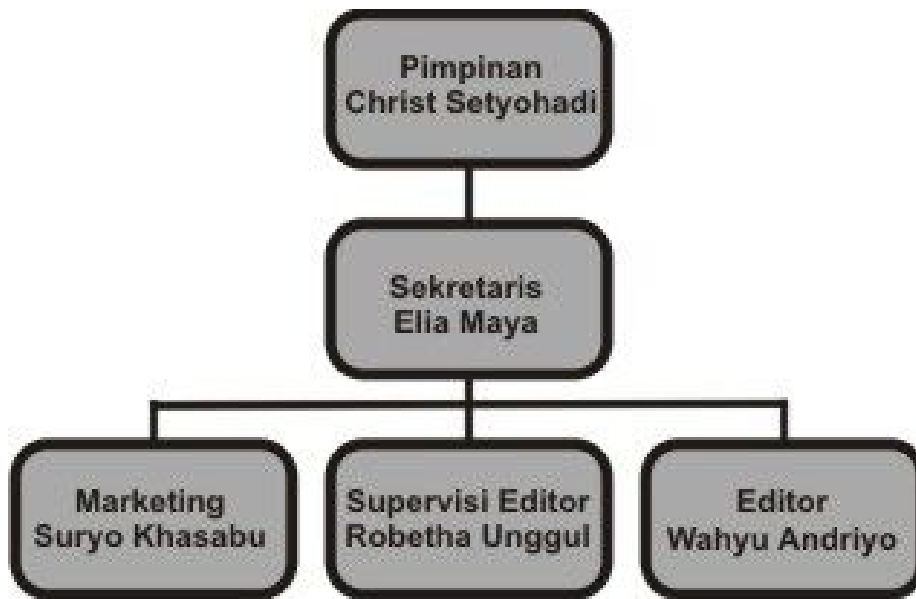 Pimpinan
Christ Setyohadi
Sekretaris
Elia Maya
Marketing
Suryo Khasabu
Supervisi Editor
Robetha Unggul
Editor
Wahyu Andriyo